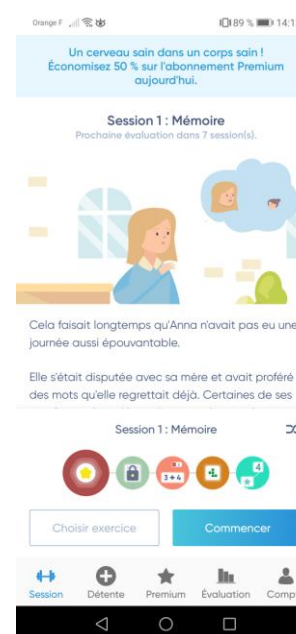 Orange F 89 % 14:1
Un cerveau sain dans un corps sain !
Économisez 50 % sur l'abonnement Premium
aujourd'hui.
Session 1 : Mémoire
Prochaine évaluation dans 7 session(s).
Cela faisait longtemps qu'Anna n'avait pas eu une
journée aussi épouvantable.
Elle s'était disputée avec sa mère et avait proféré
des mots qu'elle regrettait déjà. Certaines de ses
Session 1 : Mémoire
3+4 4
Choisir exercice Commencer
Session Détente Premium Évaluation Comp